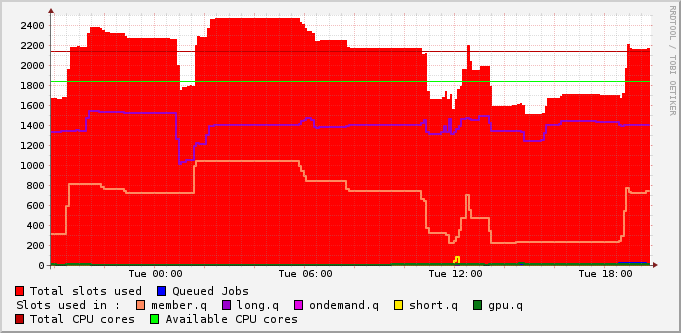 RRDTOOL / TOBI OETIKER
2400
2200
2000
1800
1600
1400
1200
1000
800
600
400
200
0
Tue 00:00 Tue 06:00 Tue 12:00 Tue 18:00
Total slots used Queued Jobs
Slots used in : member.q long.q ondemand.q short.q gpu.q
Total CPU cores Available CPU cores